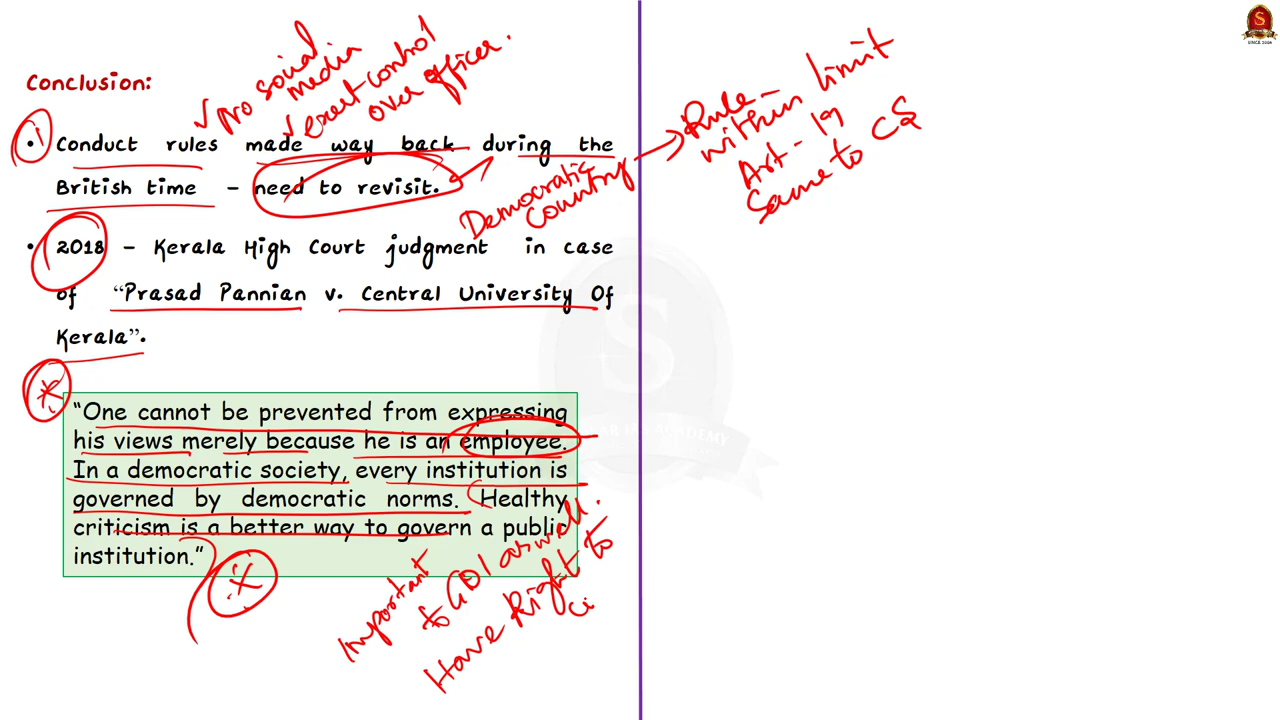 Conclusion:
✓ no social
media
✓ exert control
over officer.
• Conduct rules made way back during the
British time – need to revisit.
Democratic
country
Rule -
within limit
Art - 19
Same to CS
• 2018 – Kerala High Court judgment in case
of “Prasad Pannian v. Central University Of
Kerala”.
“One cannot be prevented from expressing
his views merely because he is an employee.
In a democratic society, every institution is
governed by democratic norms. Healthy
criticism is a better way to govern a public
institution.”
Important
to GOI as well.
Have Right to
S
SINCE 2004